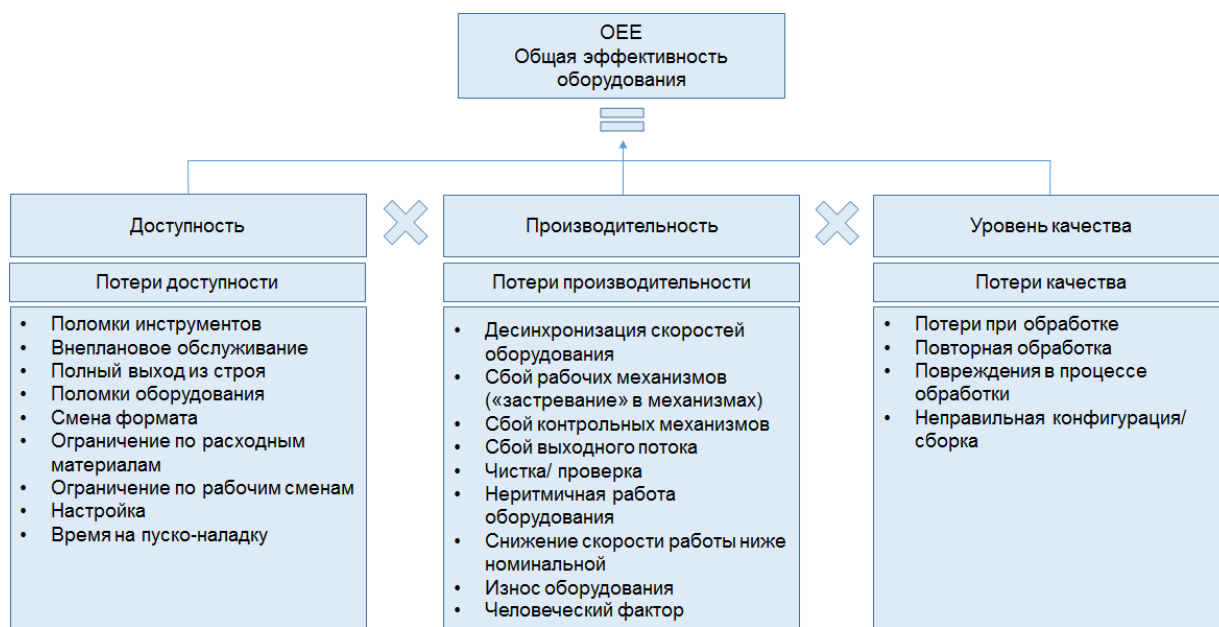 OEE
Общая эффективность
оборудования
Доступность
Производительность
Уровень качества
Потери доступности
Потери производительности
Потери качества
• Поломки инструментов
• Внеплановое обслуживание
• Полный выход из строя
• Поломки оборудования
• Смена формата
• Ограничение по расходным
материалам
• Ограничение по рабочим сменам
• Настройка
• Время на пуско-наладку
• Десинхронизация скоростей
оборудования
• Сбой рабочих механизмов
(«застревание» в механизмах)
• Сбой контрольных механизмов
• Сбой выходного потока
• Чистка/ проверка
• Неритмичная работа
оборудования
• Снижение скорости работы ниже
номинальной
• Износ оборудования
• Человеческий фактор
• Потери при обработке
• Повторная обработка
• Повреждения в процессе
обработки
• Неправильная конфигурация/
сборка